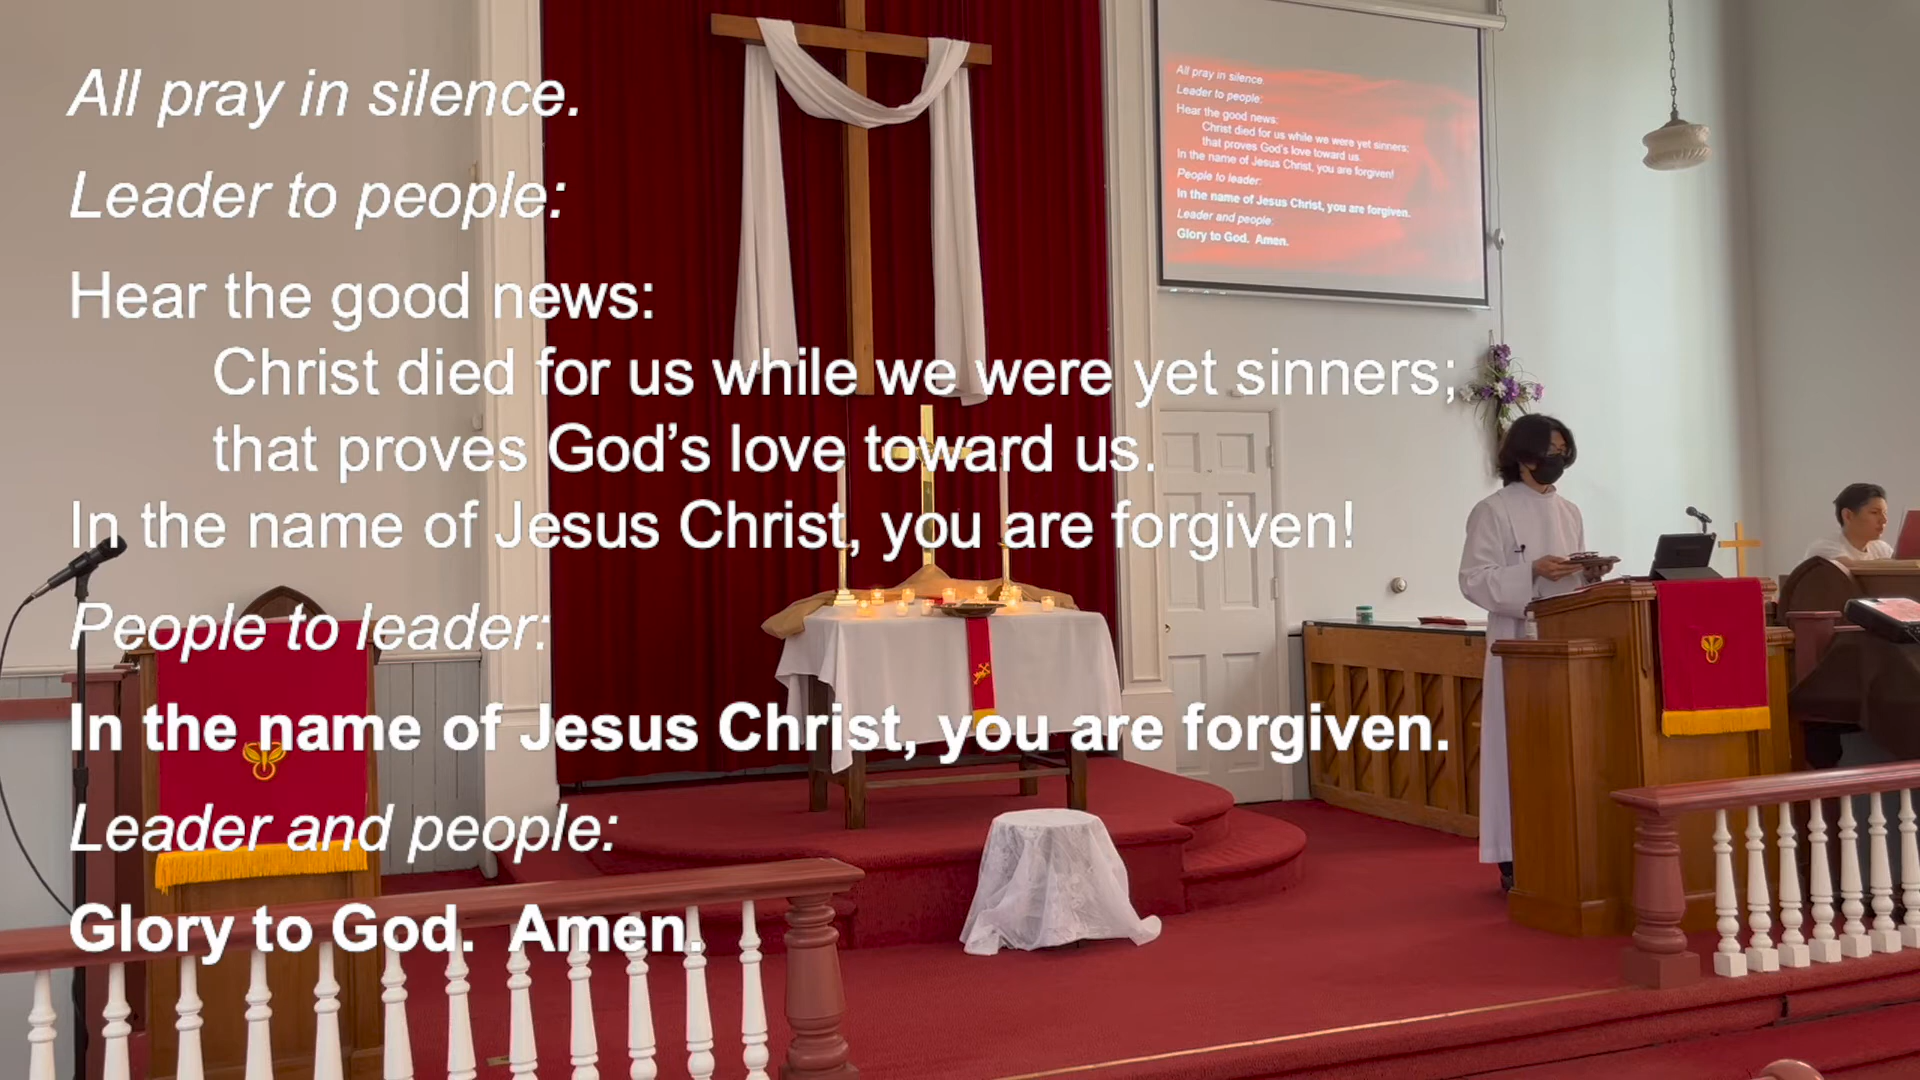 All pray in silence.
Leader to people:
Hear the good news:
Christ died for us while we were yet sinners;
that proves God’s love toward us.
In the name of Jesus Christ, you are forgiven!
People to leader:
In the name of Jesus Christ, you are forgiven.
Leader and people:
Glory to God.  Amen.
All pray in silence.
Leader to people:
Hear the good news:
Christ died for us while we were yet sinners;
that proves God's love toward us.
In the name of Jesus Christ, you are forgiven!
People to leader:
In the name of Jesus Christ, you are forgiven.
Leader and people:
Glory to God.  Amen.